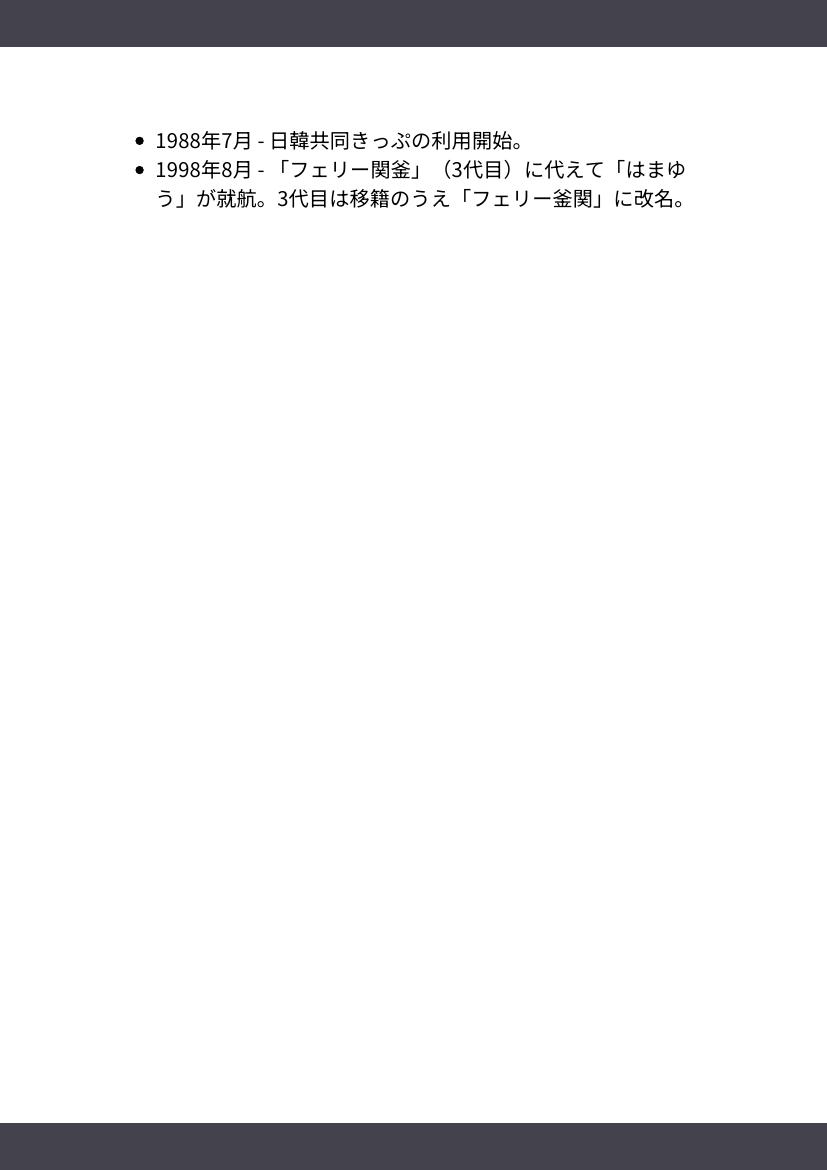 • 1988年7月 - 日韓共同きっぷの利用開始。
• 1998年8月 - 「フェリー関釜」（3代目）に代えて「はまゆ
う」が就航。3代目は移籍のうえ「フェリー釜関」に改名。